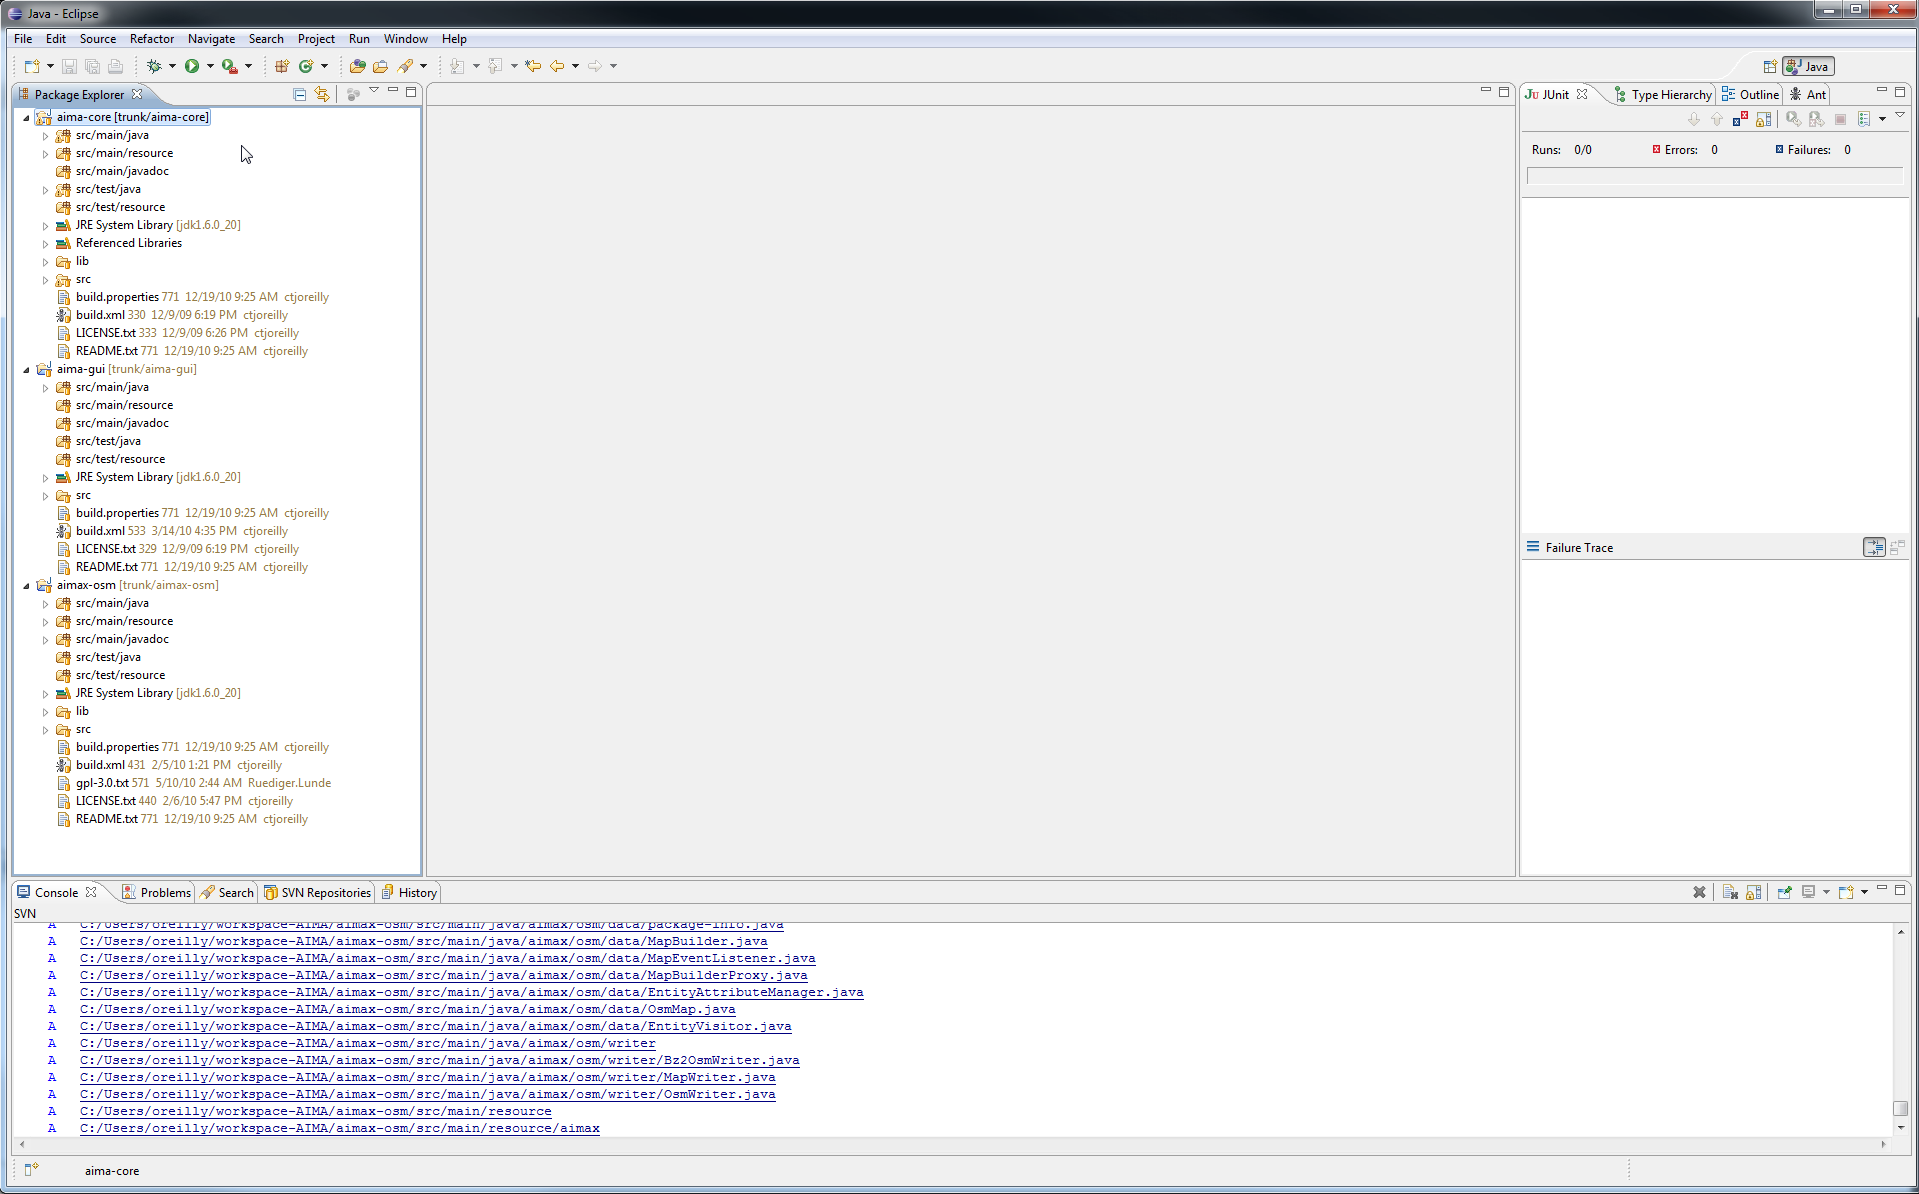 Java - Eclipse
File Edit Source Refactor Navigate Search Project Run Window Help
Java
Package Explorer
aima-core [trunk/aima-core]
src/main/java
src/main/resource
src/main/javadoc
src/test/java
src/test/resource
JRE System Library [jdk1.6.0_20]
Referenced Libraries
lib
src
build.properties 771 12/19/10 9:25 AM ctjoreilly
build.xml 330 12/9/09 6:19 PM ctjoreilly
LICENSE.txt 333 12/9/09 6:26 PM ctjoreilly
README.txt 771 12/19/10 9:25 AM ctjoreilly
aima-gui [trunk/aima-gui]
src/main/java
src/main/resource
src/main/javadoc
src/test/java
src/test/resource
JRE System Library [jdk1.6.0_20]
src
build.properties 771 12/19/10 9:25 AM ctjoreilly
build.xml 533 3/14/10 4:35 PM ctjoreilly
LICENSE.txt 329 12/9/09 6:19 PM ctjoreilly
README.txt 771 12/19/10 9:25 AM ctjoreilly
aimax-osm [trunk/aimax-osm]
src/main/java
src/main/resource
src/main/javadoc
src/test/java
src/test/resource
JRE System Library [jdk1.6.0_20]
lib
src
build.properties 771 12/19/10 9:25 AM ctjoreilly
build.xml 431 2/5/10 1:21 PM ctjoreilly
gpl-3.0.txt 571 5/10/10 2:44 AM Ruediger.Lunde
LICENSE.txt 440 2/6/10 5:47 PM ctjoreilly
README.txt 771 12/19/10 9:25 AM ctjoreilly
JUnit Type Hierarchy Outline Ant
Runs: 0/0 Errors: 0 Failures: 0
Failure Trace
Console Problems Search SVN Repositories History
SVN
A C:/Users/oreilly/workspace-AIMA/aimax-osm/src/main/java/aimax/osm/data/package-info.java
A C:/Users/oreilly/workspace-AIMA/aimax-osm/src/main/java/aimax/osm/data/MapBuilder.java
A C:/Users/oreilly/workspace-AIMA/aimax-osm/src/main/java/aimax/osm/data/MapEventListener.java
A C:/Users/oreilly/workspace-AIMA/aimax-osm/src/main/java/aimax/osm/data/MapBuilderProxy.java
A C:/Users/oreilly/workspace-AIMA/aimax-osm/src/main/java/aimax/osm/data/EntityAttributeManager.java
A C:/Users/oreilly/workspace-AIMA/aimax-osm/src/main/java/aimax/osm/data/OsmMap.java
A C:/Users/oreilly/workspace-AIMA/aimax-osm/src/main/java/aimax/osm/data/EntityVisitor.java
A C:/Users/oreilly/workspace-AIMA/aimax-osm/src/main/java/aimax/osm/writer
A C:/Users/oreilly/workspace-AIMA/aimax-osm/src/main/java/aimax/osm/writer/Bz2OsmWriter.java
A C:/Users/oreilly/workspace-AIMA/aimax-osm/src/main/java/aimax/osm/writer/MapWriter.java
A C:/Users/oreilly/workspace-AIMA/aimax-osm/src/main/java/aimax/osm/writer/OsmWriter.java
A C:/Users/oreilly/workspace-AIMA/aimax-osm/src/main/resource
A C:/Users/oreilly/workspace-AIMA/aimax-osm/src/main/resource/aimax
aima-core